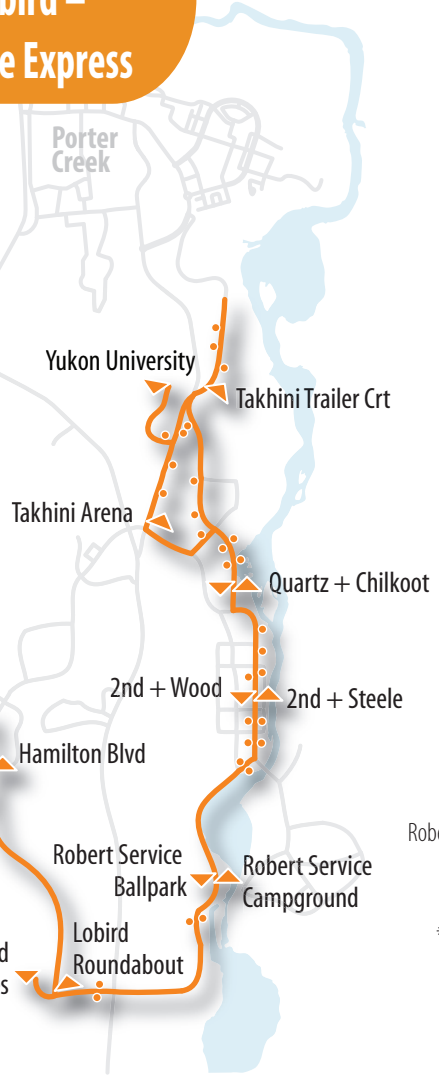 e Express
Porter
Creek
Yukon University
Takhini Trailer Crt
Takhini Arena
Quartz + Chilkoot
2nd + Wood
2nd + Steele
Hamilton Blvd
Robert Service
Ballpark
Robert Service
Campground
Lobird
Roundabout